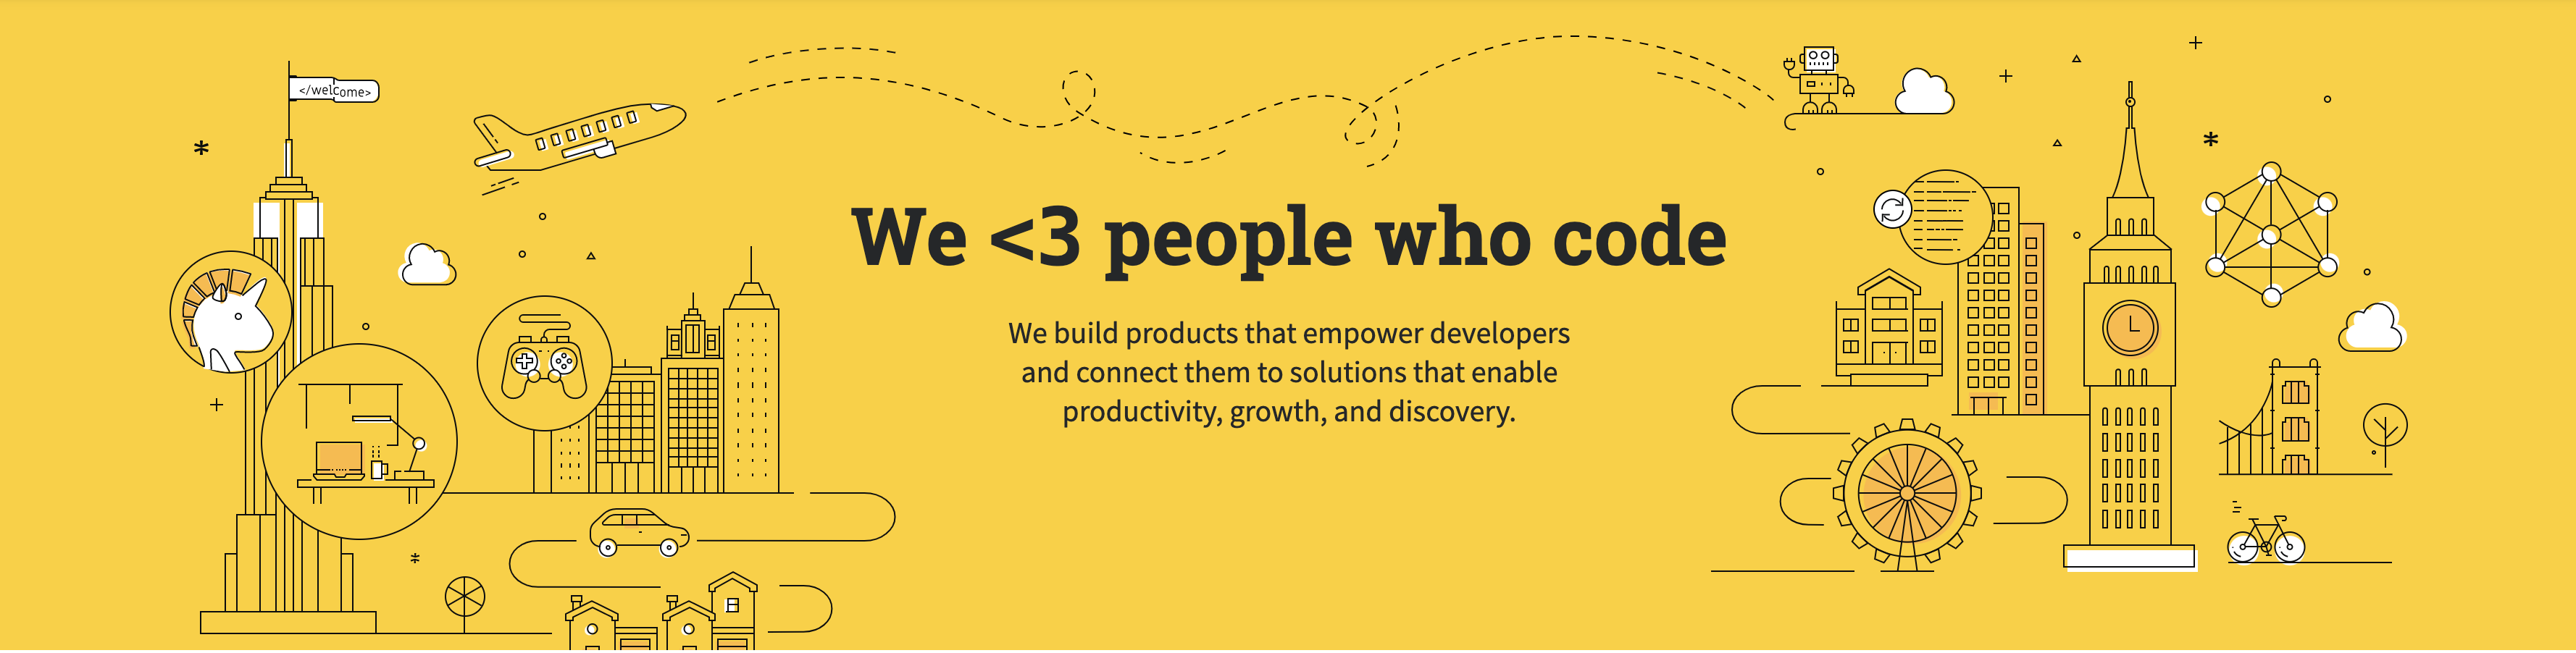 </welcome>
We <3 people who code
We build products that empower developers
and connect them to solutions that enable
productivity, growth, and discovery.